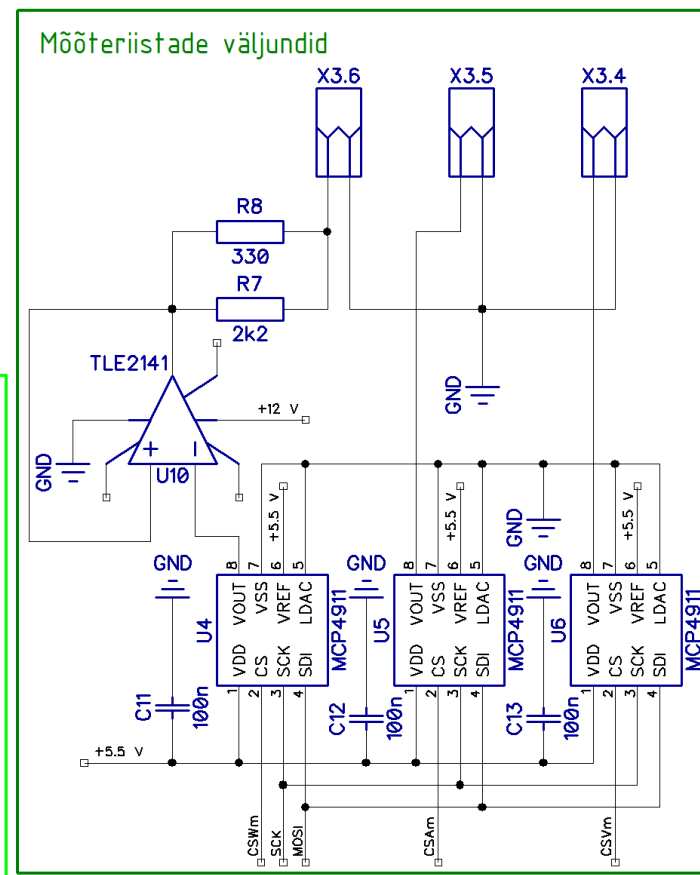 Mõõteriistade väljundid
X3.6 X3.5 X3.4
R8
330
R7
2k2
TLE2141
+12 V
GND
GND
+ −
U10
+5.5 V +5.5 V +5.5 V
GND
GND GND GND
8 7 6 5 8 7 6 5 8 7 6 5
VOUT VSS VREF LDAC VOUT VSS VREF LDAC VOUT VSS VREF LDAC
U4 MCP4911 U5 MCP4911 U6 MCP4911
VDD CS SCK SDI VDD CS SCK SDI VDD CS SCK SDI
1 2 3 4 1 2 3 4 1 2 3 4
C11 100n C12 100n C13 100n
+5.5 V
CSWm SCK MOSI CSAm CSVm